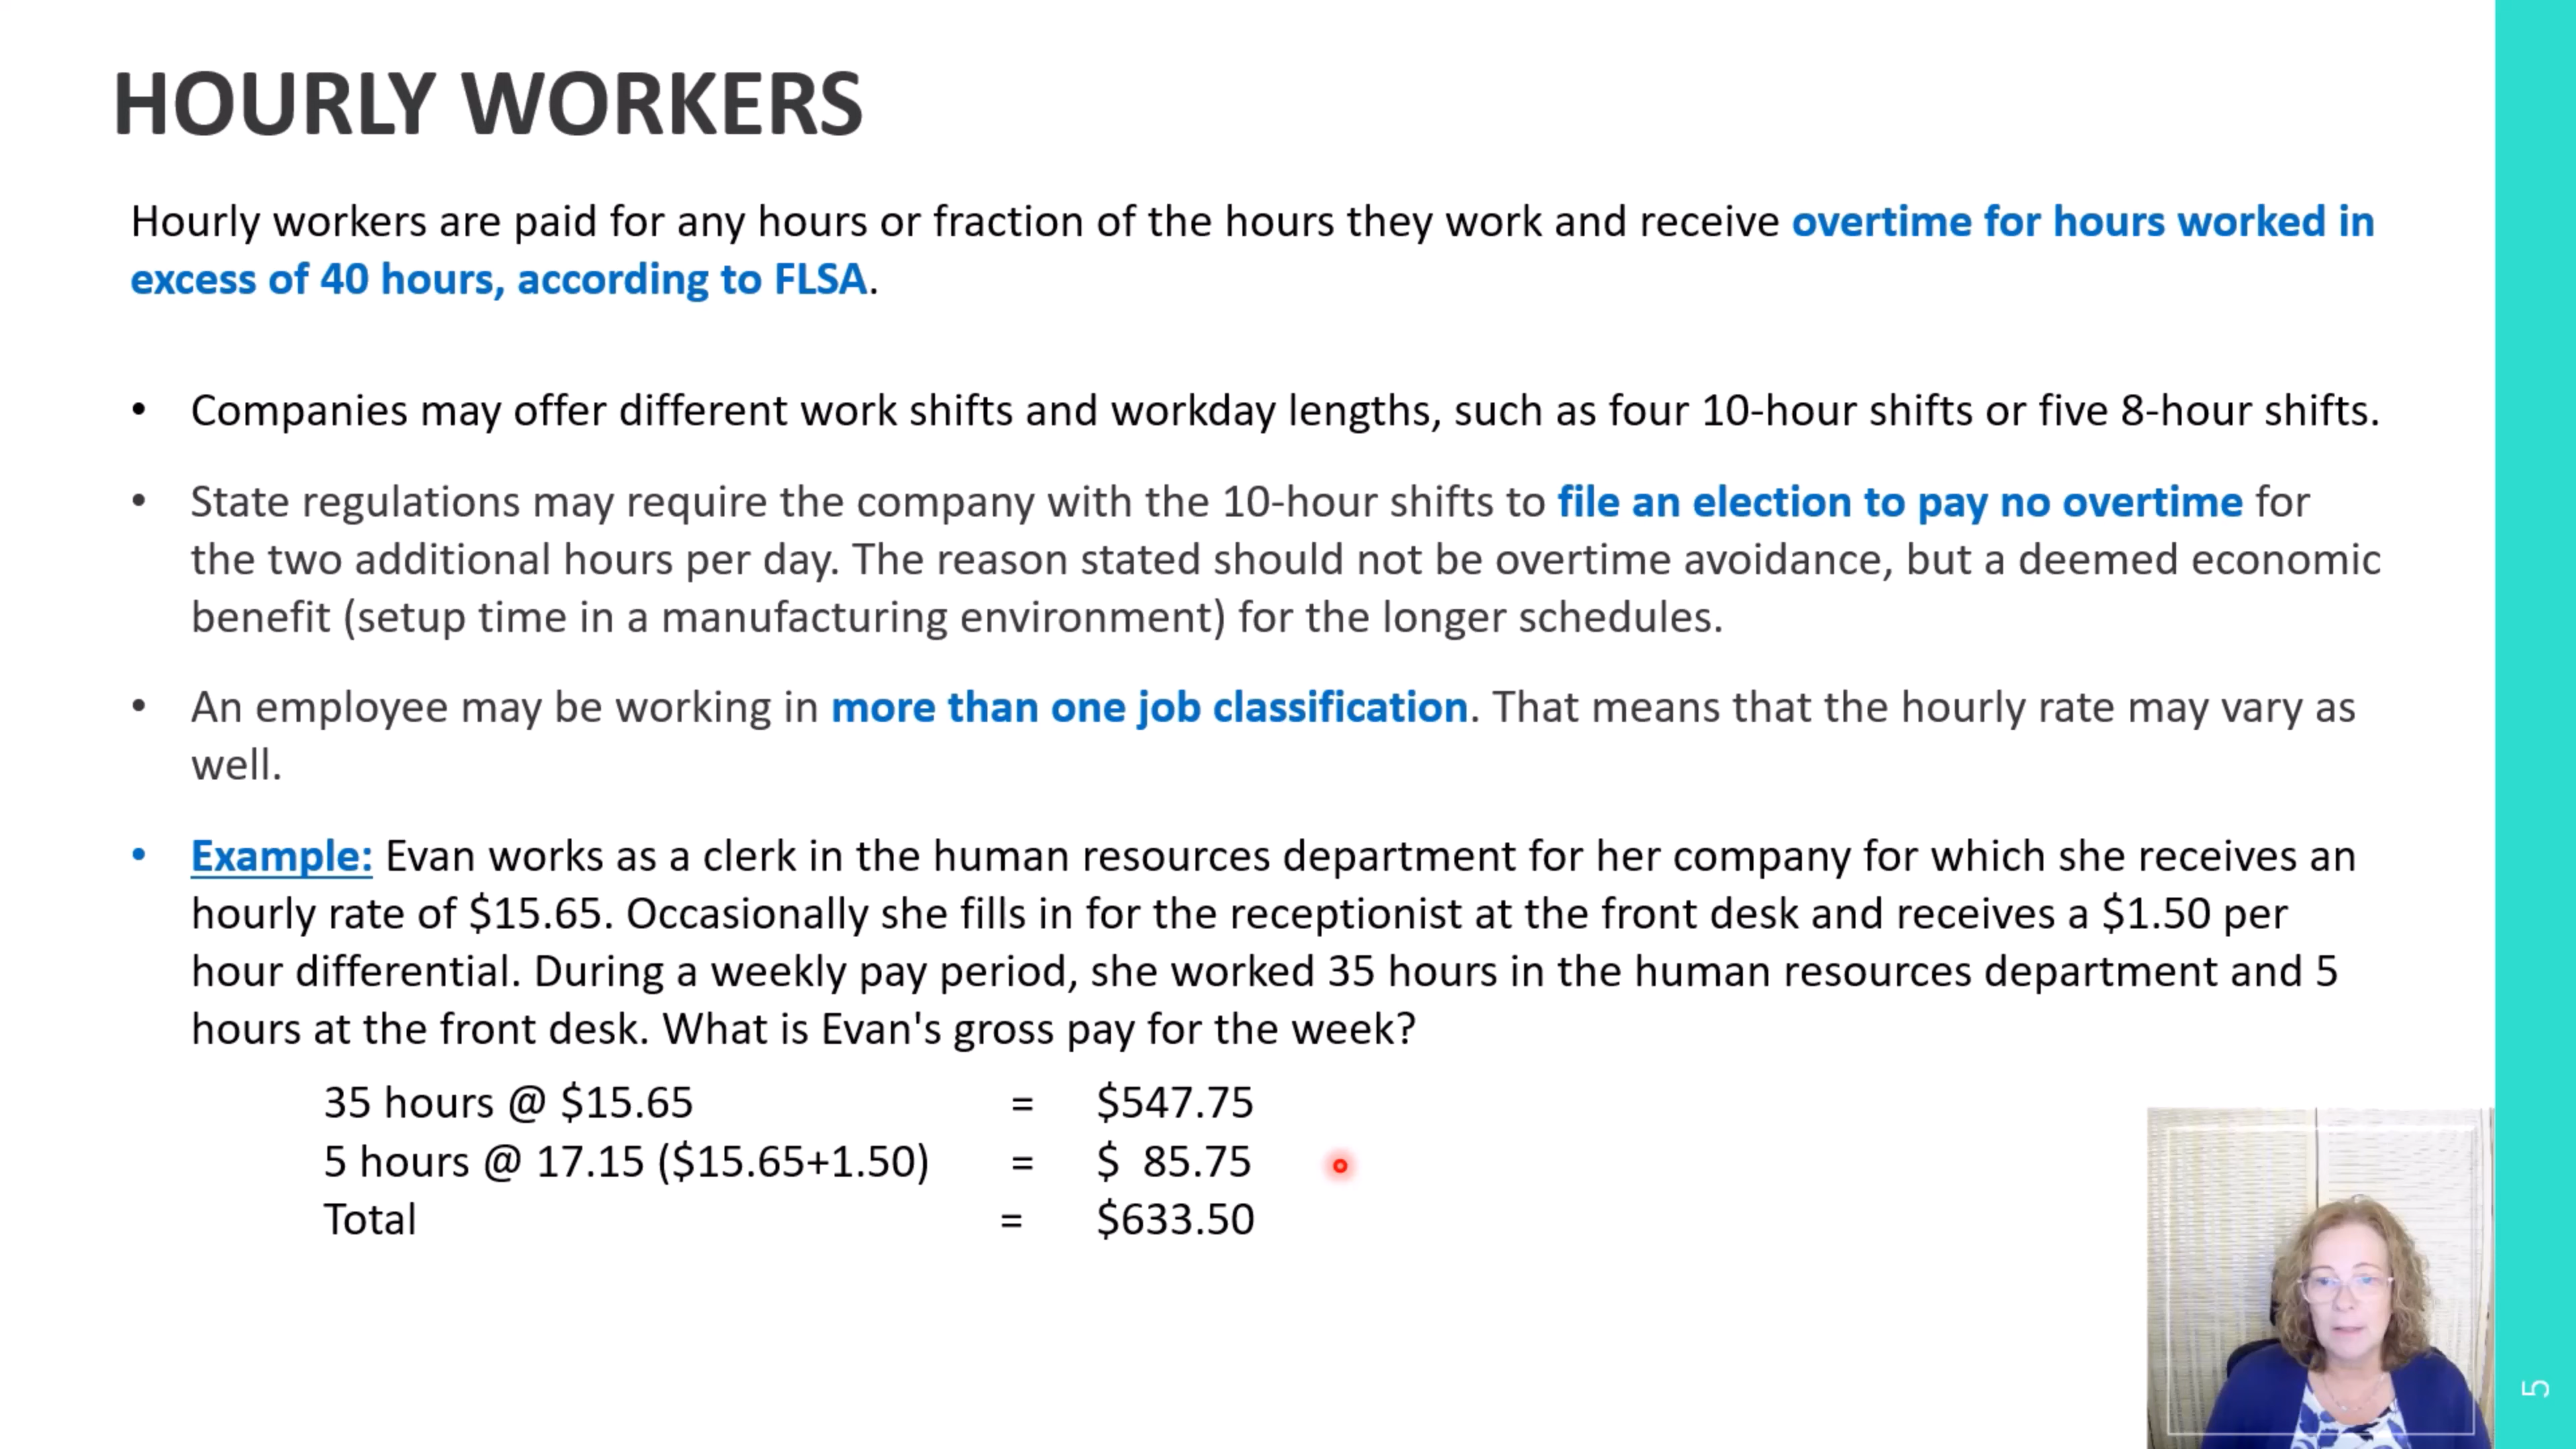 HOURLY WORKERS
Hourly workers are paid for any hours or fraction of the hours they work and receive overtime for hours worked in
excess of 40 hours, according to FLSA.
• Companies may offer different work shifts and workday lengths, such as four 10-hour shifts or five 8-hour shifts.
• State regulations may require the company with the 10-hour shifts to file an election to pay no overtime for
the two additional hours per day. The reason stated should not be overtime avoidance, but a deemed economic
benefit (setup time in a manufacturing environment) for the longer schedules.
• An employee may be working in more than one job classification. That means that the hourly rate may vary as
well.
• Example: Evan works as a clerk in the human resources department for her company for which she receives an
hourly rate of $15.65. Occasionally she fills in for the receptionist at the front desk and receives a $1.50 per
hour differential. During a weekly pay period, she worked 35 hours in the human resources department and 5
hours at the front desk. What is Evan's gross pay for the week?
35 hours @ $15.65 = $547.75
5 hours @ 17.15 ($15.65+1.50) = $ 85.75
Total = $633.50
5